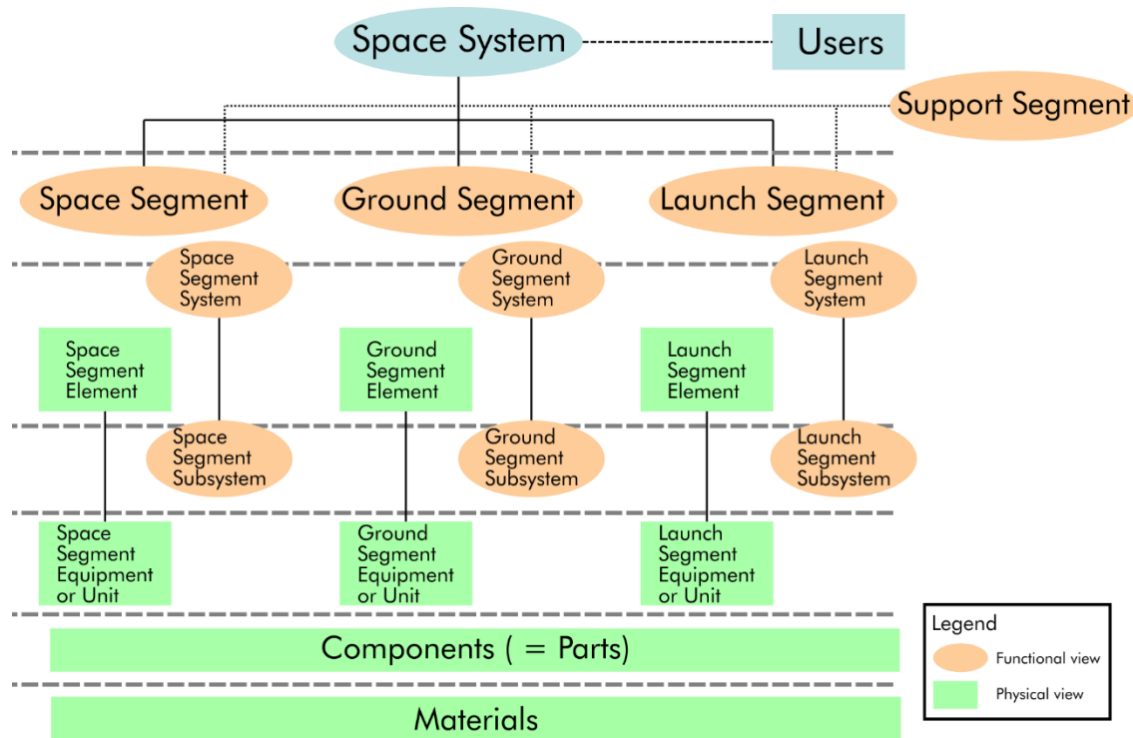 Space System
Users
Support Segment
Space Segment
Ground Segment
Launch Segment
Space
Segment
System
Ground
Segment
System
Launch
Segment
System
Space
Segment
Element
Ground
Segment
Element
Launch
Segment
Element
Space
Segment
Subsystem
Ground
Segment
Subsystem
Launch
Segment
Subsystem
Space
Segment
Equipment
or Unit
Ground
Segment
Equipment
or Unit
Launch
Segment
Equipment
or Unit
Components ( = Parts)
Materials
Legend
Functional view
Physical view